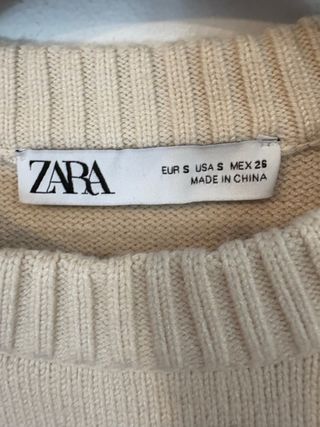 ZARA
EUR S USA S MEX 26
MADE IN CHINA